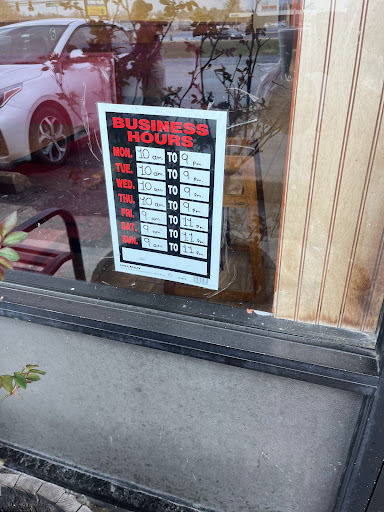 BUSINESS
HOURS
MON. 10 am TO 9 pm
TUE. 10 am TO 9 pm
WED. 10 am TO 9 pm
THU. 10 am TO 9 pm
FRI. 9 am TO 11 pm
SAT. 9 am TO 11 pm
SUN. 9 am TO 11 pm